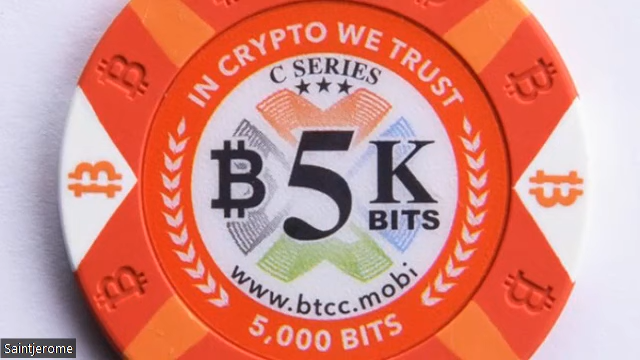 IN CRYPTO WE TRUST
C SERIES
₿5K
BITS
www.btcc.mobi
5,000 BITS
Saintjerome